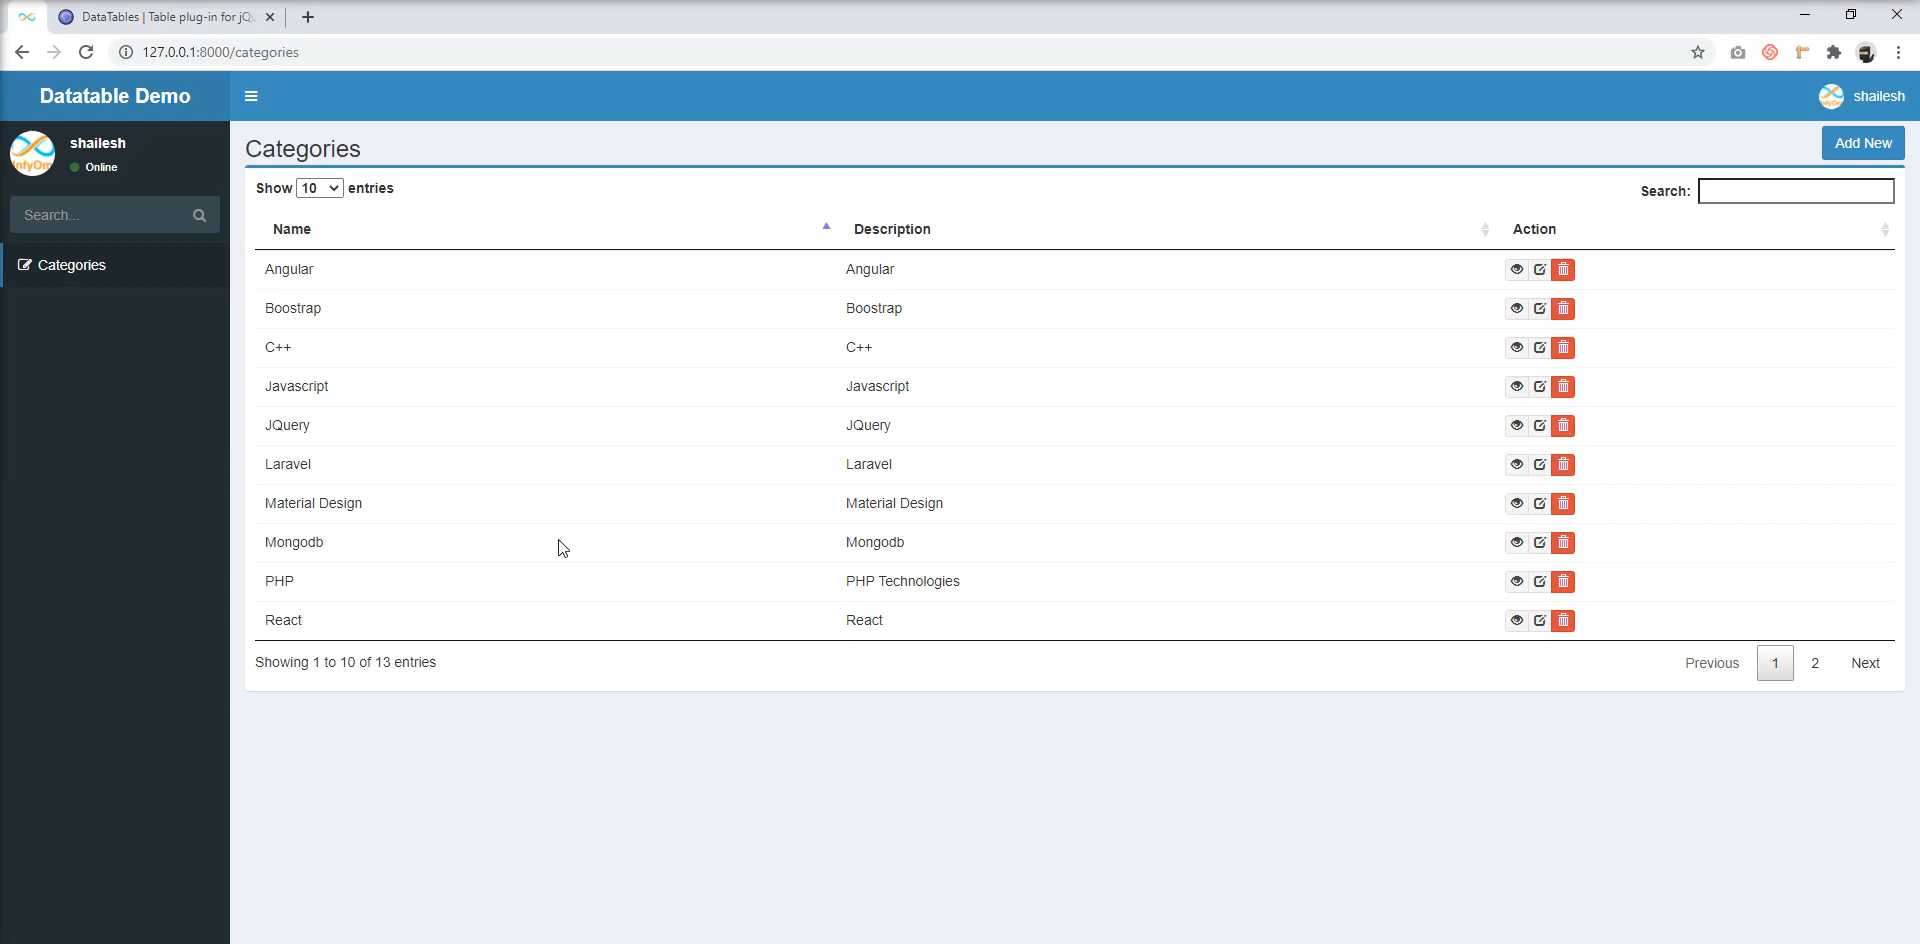 DataTables | Table plug-in for jQu
127.0.0.1:8000/categories
Datatable Demo
shailesh
shailesh
Online
Search...
Categories
Categories
Add New
Show 10 entries
Search:
Name Description Action
Angular Angular
Boostrap Boostrap
C++ C++
Javascript Javascript
JQuery JQuery
Laravel Laravel
Material Design Material Design
Mongodb Mongodb
PHP PHP Technologies
React React
Showing 1 to 10 of 13 entries
Previous 1 2 Next